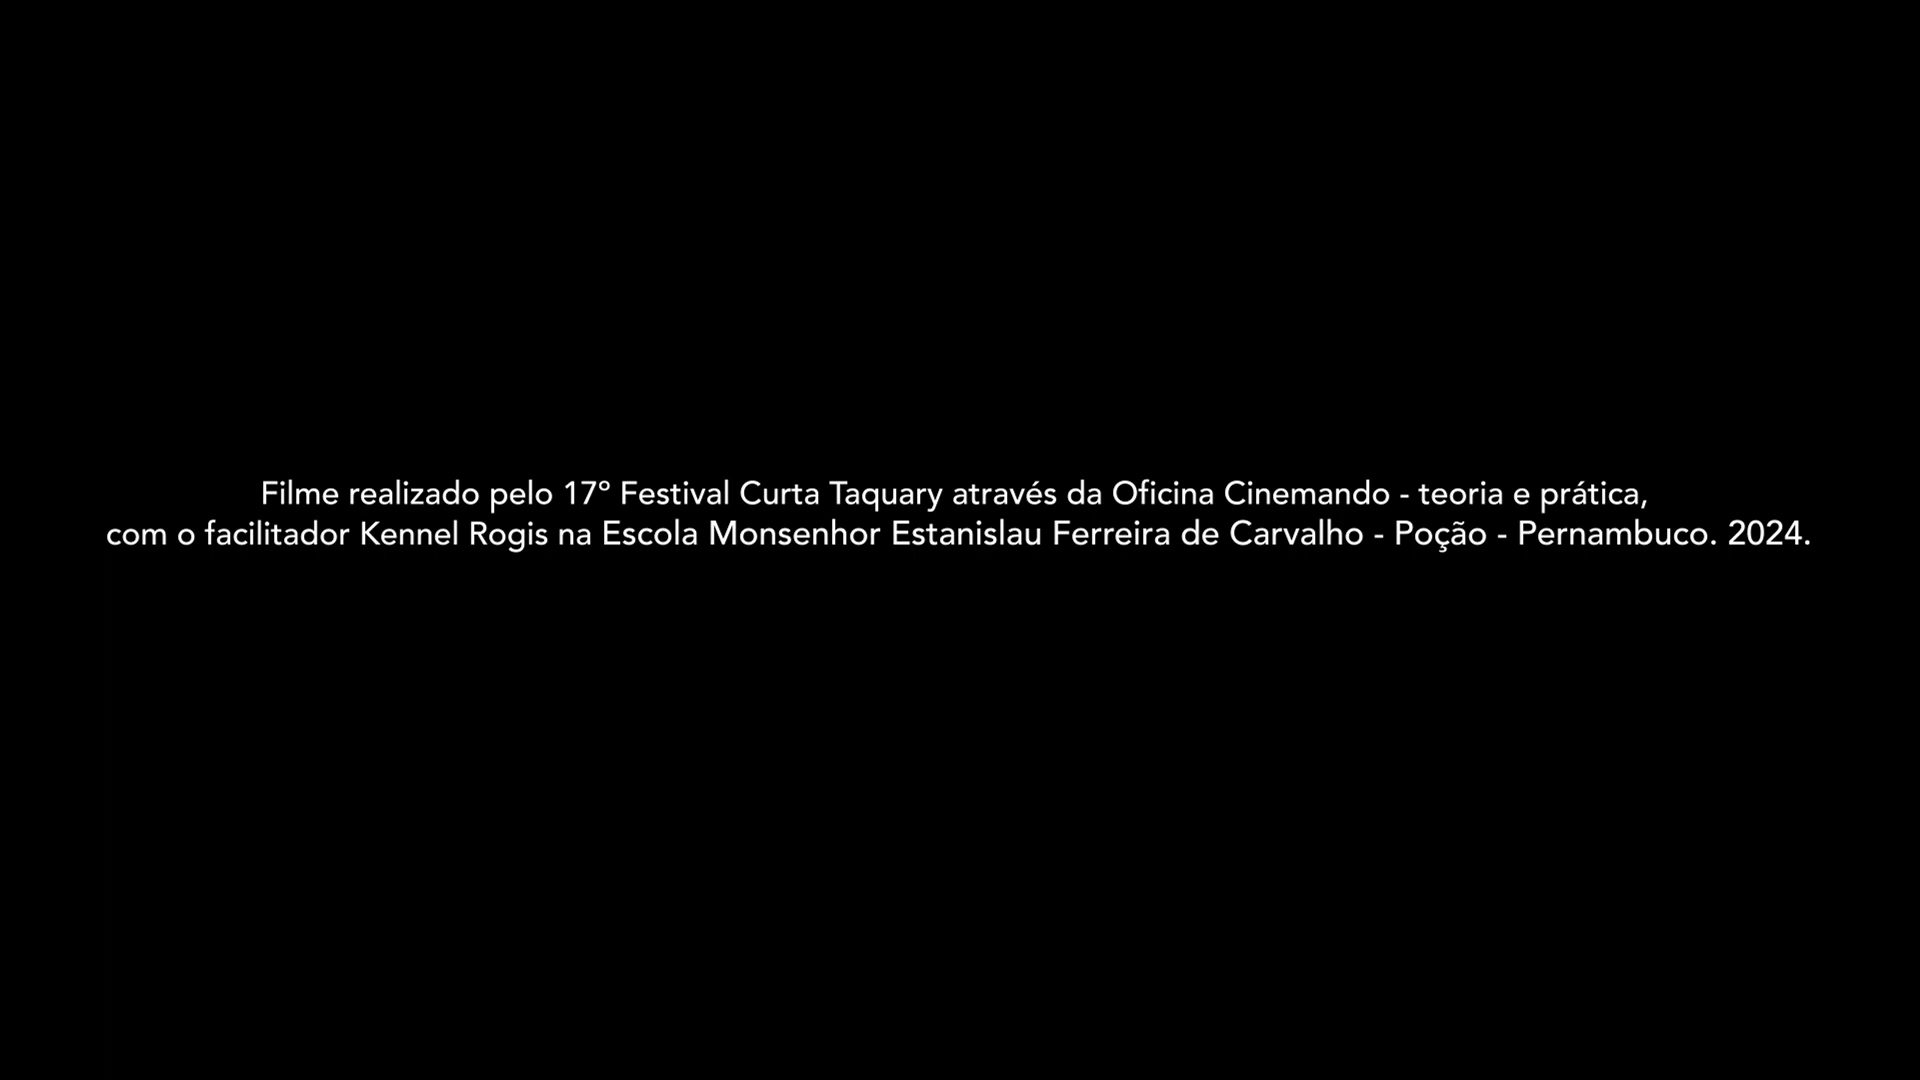 Filme realizado pelo 17º Festival Curta Taquary através da Oficina Cinemando - teoria e prática,
com o facilitador Kennel Rogis na Escola Monsenhor Estanislau Ferreira de Carvalho - Poção - Pernambuco. 2024.